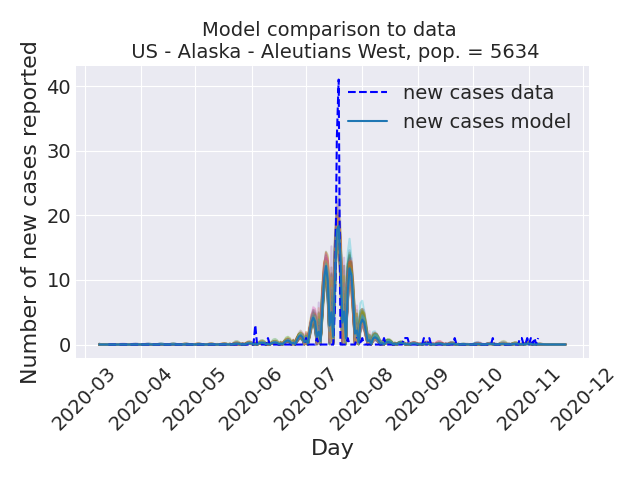 Model comparison to data
US - Alaska - Aleutians West, pop. = 5634
Number of new cases reported
40
30
20
10
0
new cases data
new cases model
2020-03
2020-04
2020-05
2020-06
2020-07
2020-08
2020-09
2020-10
2020-11
2020-12
Day